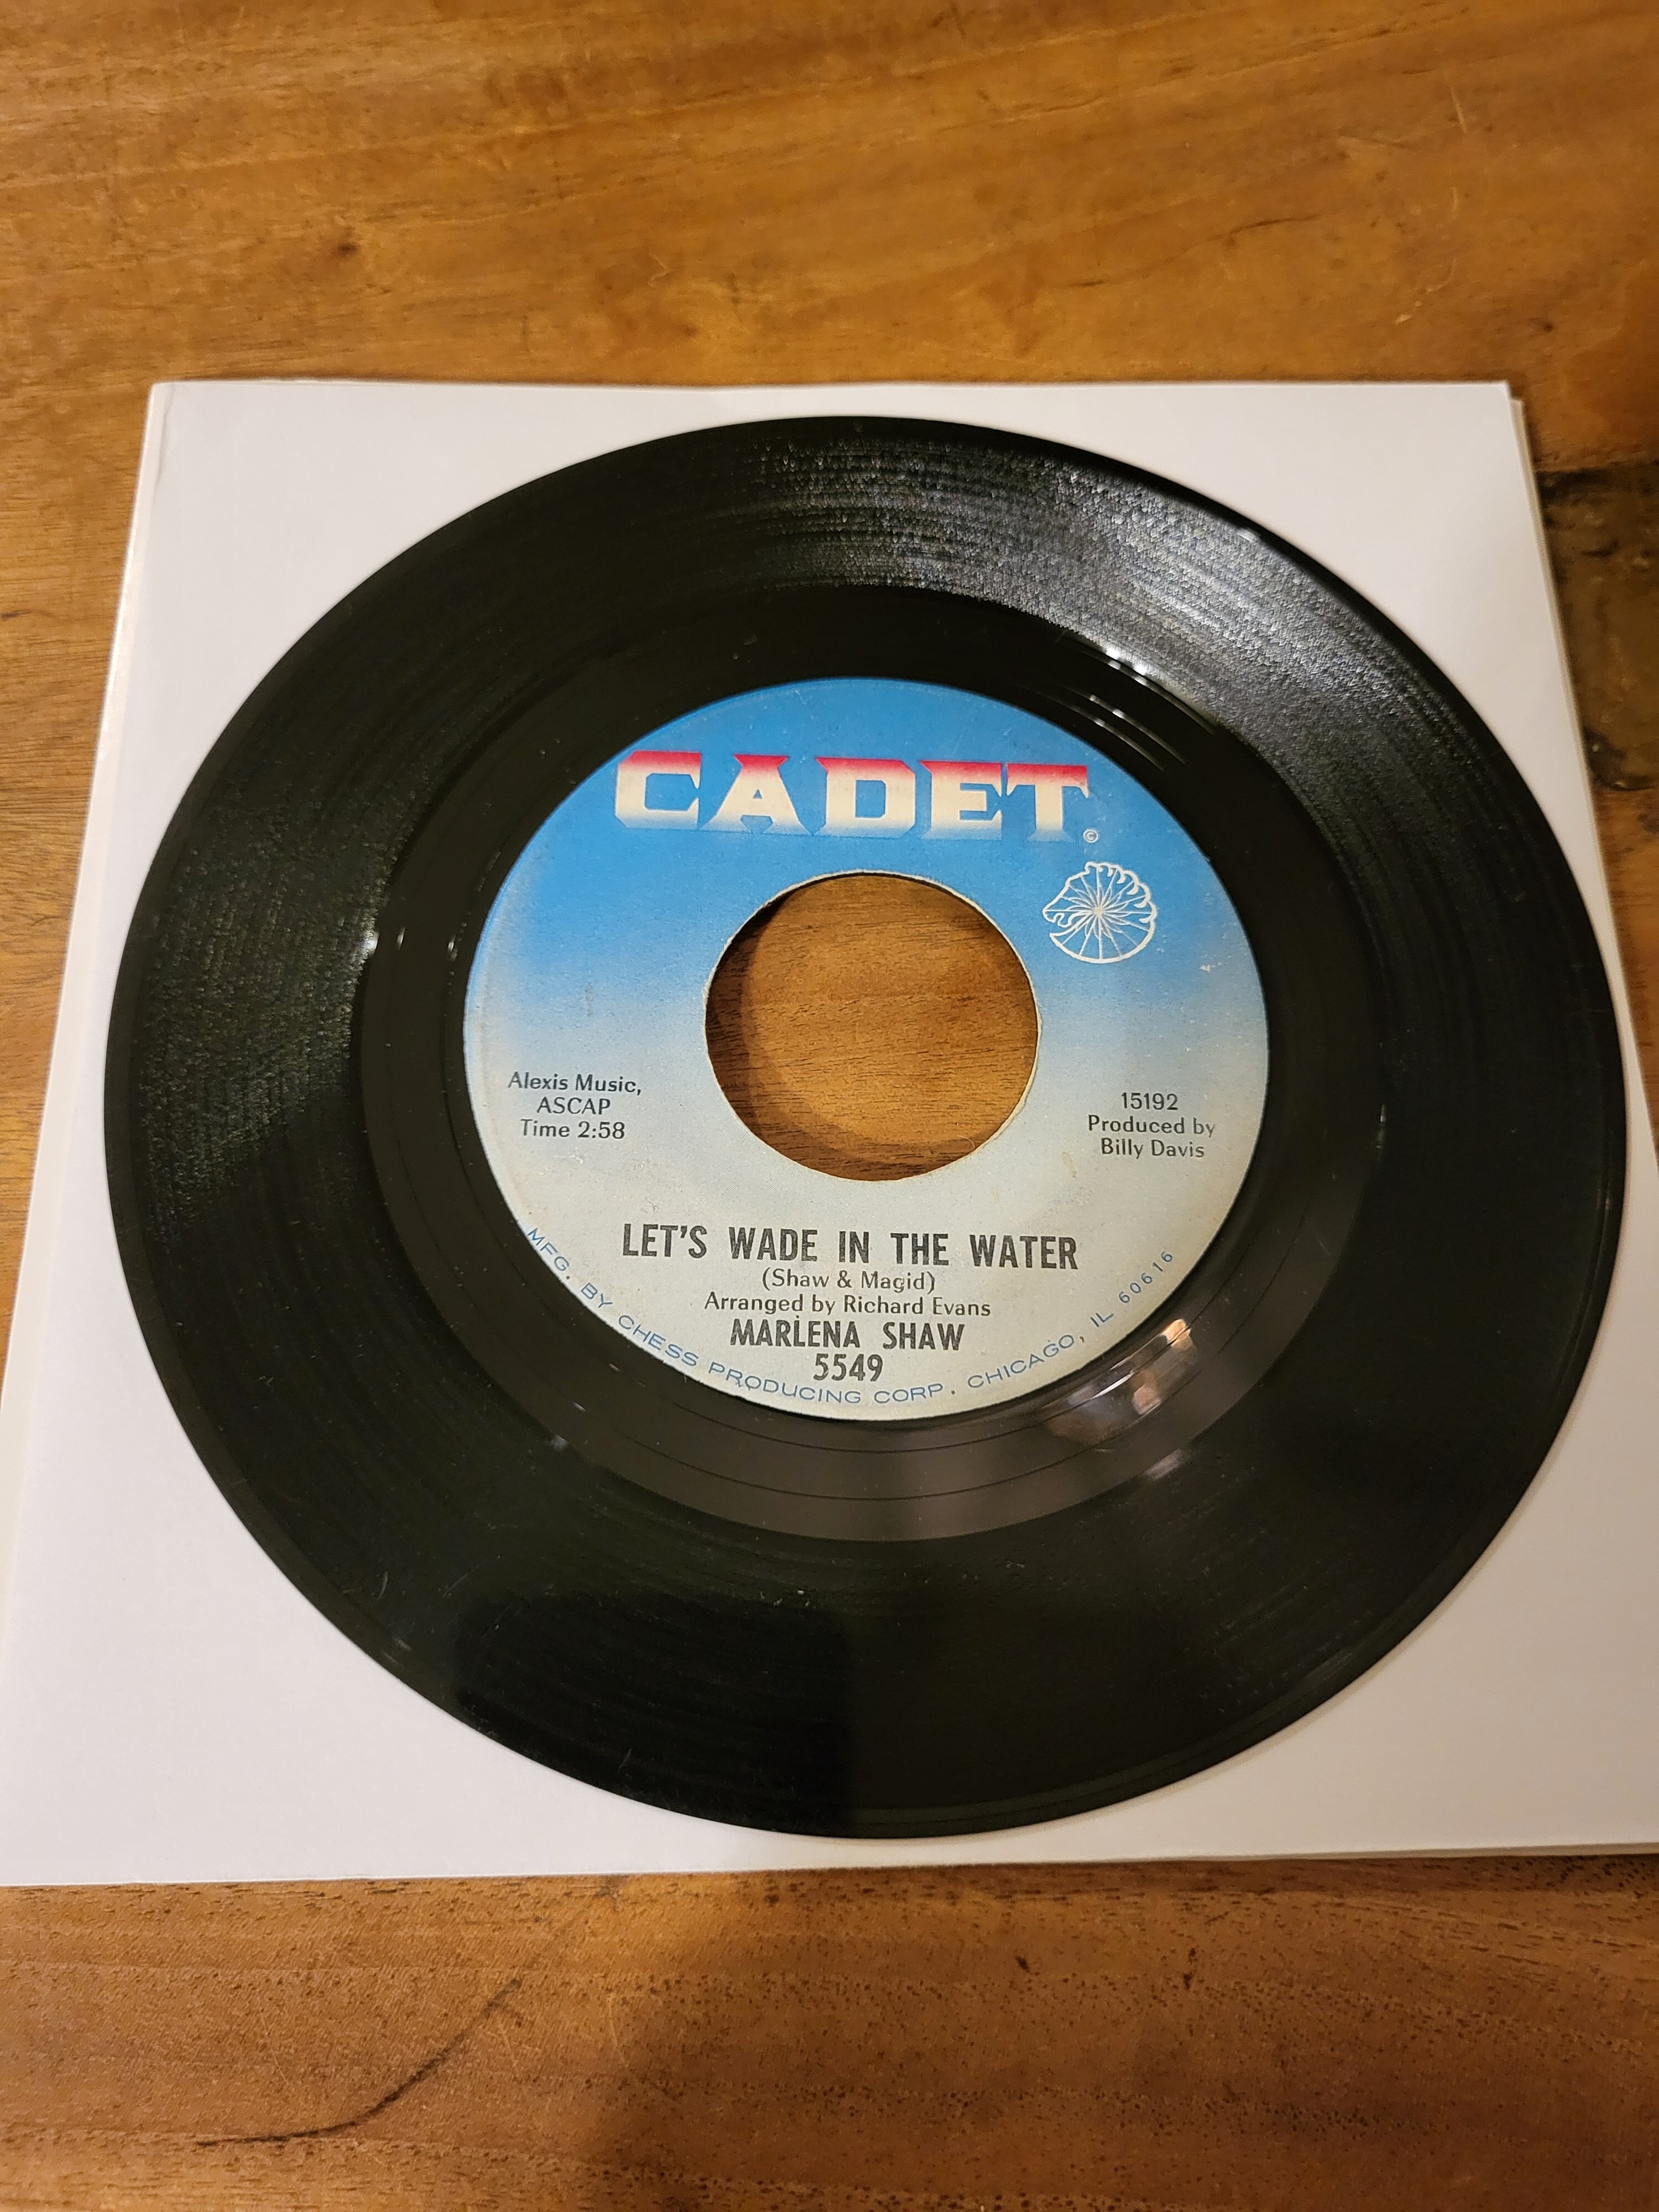 CADET
©
Alexis Music,
ASCAP
Time 2:58
15192
Produced by
Billy Davis
LET'S WADE IN THE WATER
(Shaw & Magid)
Arranged by Richard Evans
MARLENA SHAW
5549
MFG. BY CHESS PRODUCING CORP. CHICAGO, IL 60616